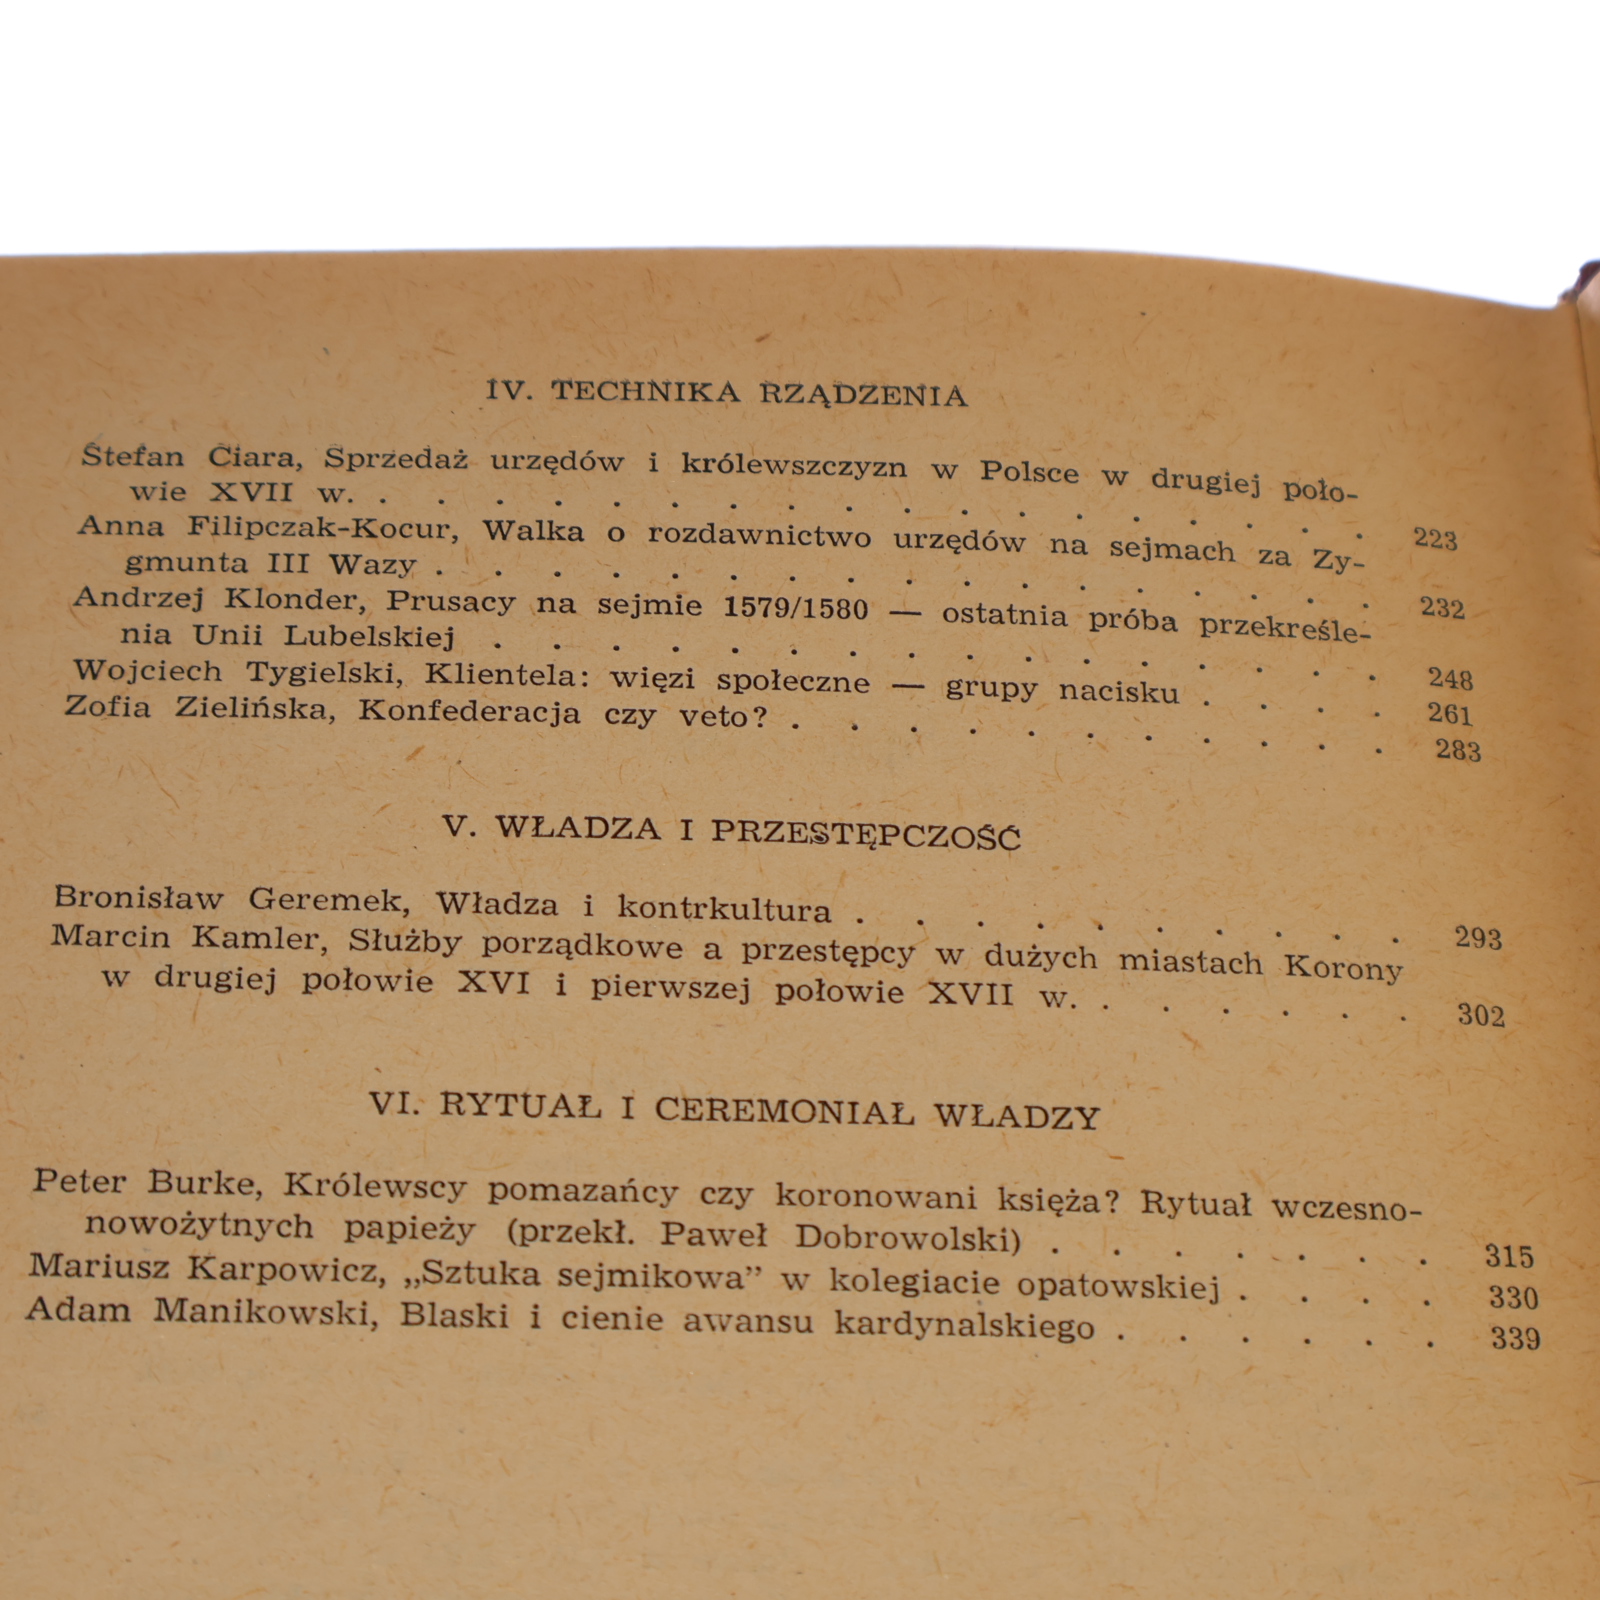 IV. TECHNIKA RZĄDZENIA
Stefan Ciara, Sprzedaż urzędów i królewszczyzn w Polsce w drugiej poło-
wie XVII w. . . . . . . . . . . . . . . . . . . 223
Anna Filipczak-Kocur, Walka o rozdawnictwo urzędów na sejmach za Zy-
gmunta III Wazy . . . . . . . . . . . . . . . . . 232
Andrzej Klonder, Prusacy na sejmie 1579/1580 — ostatnia próba przekreśle-
nia Unii Lubelskiej . . . . . . . . . . . . . . . . 248
Wojciech Tygielski, Klientela: więzi społeczne — grupy nacisku . . . . 261
Zofia Zielińska, Konfederacja czy veto? . . . . . . . . . . . 283
V. WŁADZA I PRZESTĘPCZOŚĆ
Bronisław Geremek, Władza i kontrkultura . . . . . . . . . . 293
Marcin Kamler, Służby porządkowe a przestępcy w dużych miastach Korony
w drugiej połowie XVI i pierwszej połowie XVII w. . . . . . . 302
VI. RYTUAŁ I CEREMONIAŁ WŁADZY
Peter Burke, Królewscy pomazańcy czy koronowani księża? Rytuał wczesno-
nowożytnych papieży (przekł. Paweł Dobrowolski) . . . . . . . 315
Mariusz Karpowicz, „Sztuka sejmikowa” w kolegiacie opatowskiej . . . . 330
Adam Manikowski, Blaski i cienie awansu kardynalskiego . . . . . . 339